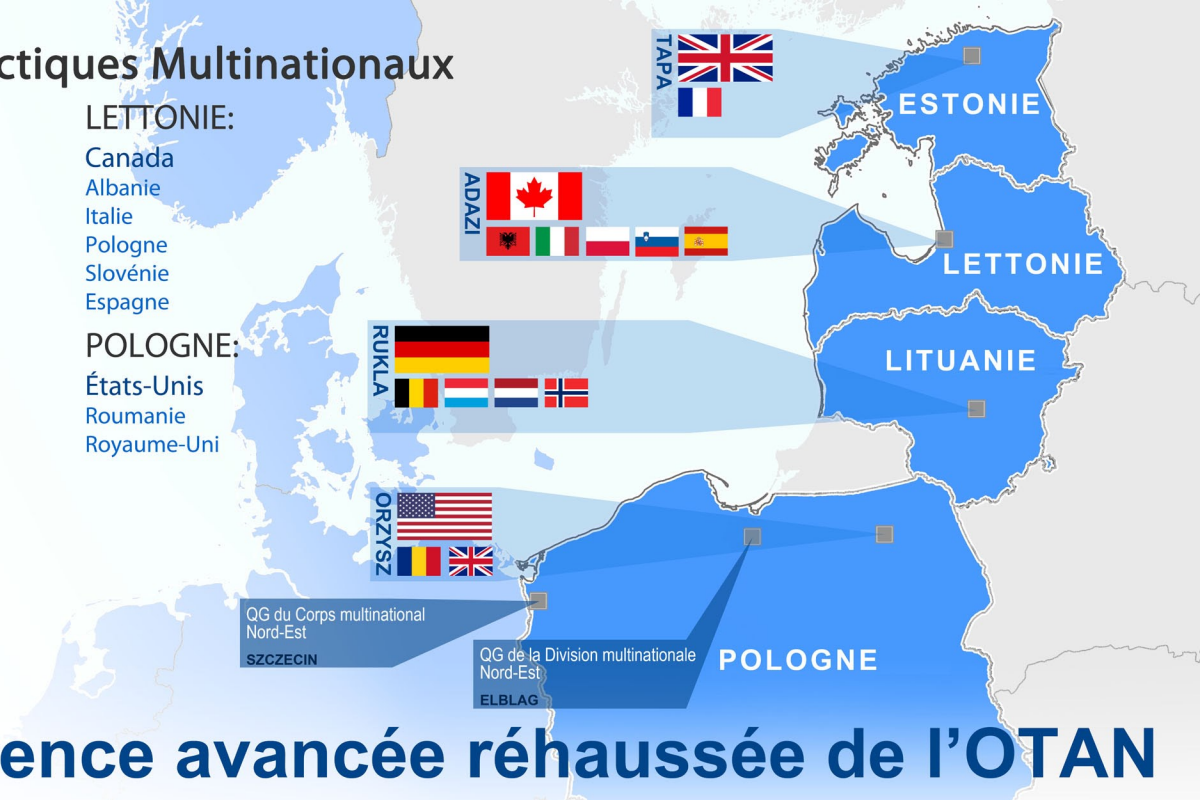 ctiques Multinationaux
LETTONIE:
Canada
Albanie
Italie
Pologne
Slovénie
Espagne
POLOGNE:
États-Unis
Roumanie
Royaume-Uni
TAPA
ESTONIE
ADAZI
LETTONIE
RUKLA
LITUANIE
ORZYSZ
QG du Corps multinational
Nord-Est
SZCZECIN
QG de la Division multinationale
Nord-Est
ELBLAG
POLOGNE
ence avancée réhaussée de l’OTAN